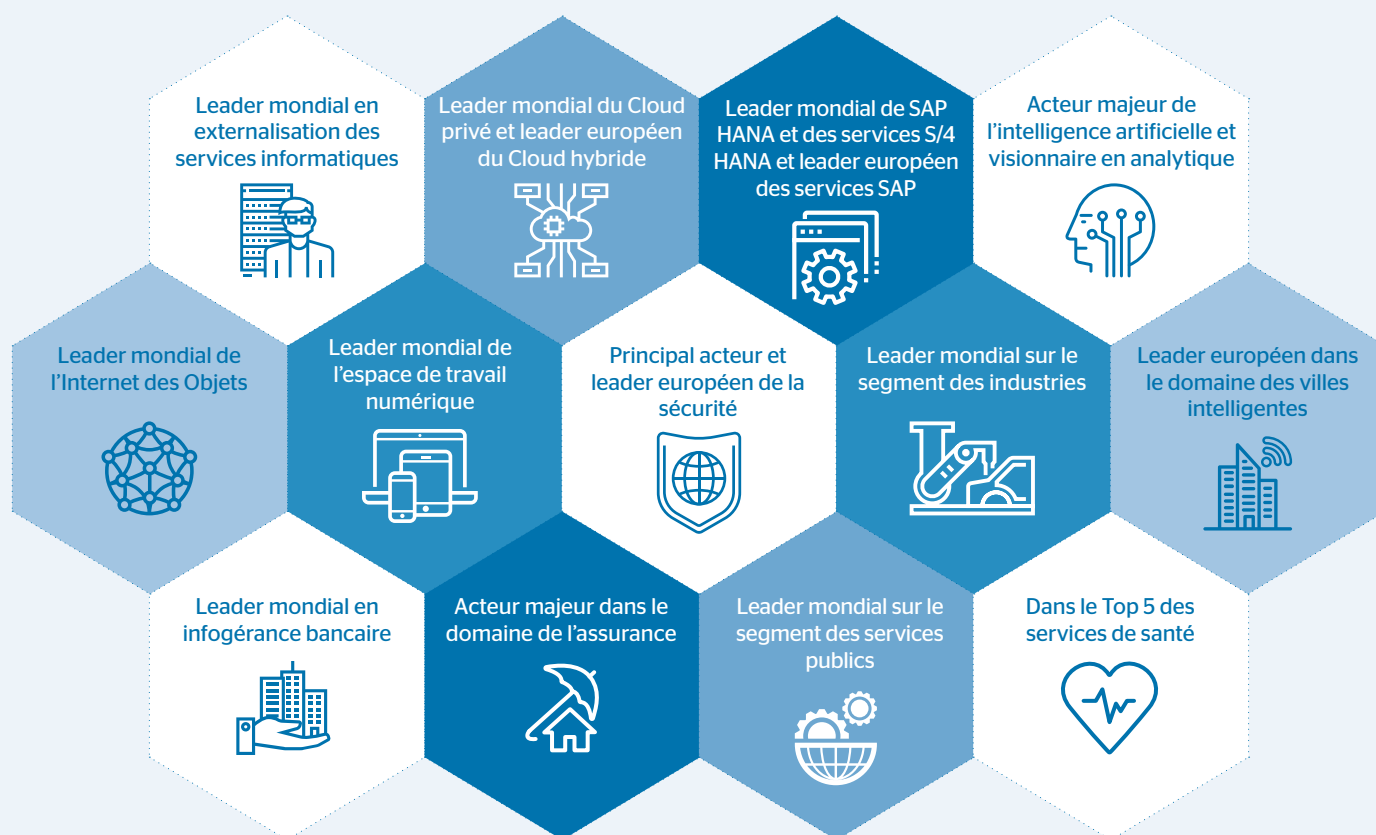 Leader mondial en
externalisation des
services informatiques
Leader mondial du Cloud
privé et leader européen
du Cloud hybride
Leader mondial de SAP
HANA et des services S/4
HANA et leader européen
des services SAP
Acteur majeur de
l’intelligence artificielle et
visionnaire en analytique
Leader mondial de
l’Internet des Objets
Leader mondial de
l’espace de travail
numérique
Principal acteur et
leader européen de la
sécurité
Leader mondial sur le
segment des industries
Leader européen dans
le domaine des villes
intelligentes
Leader mondial en
infogérance bancaire
Acteur majeur dans le
domaine de l’assurance
Leader mondial sur le
segment des services
publics
Dans le Top 5 des
services de santé